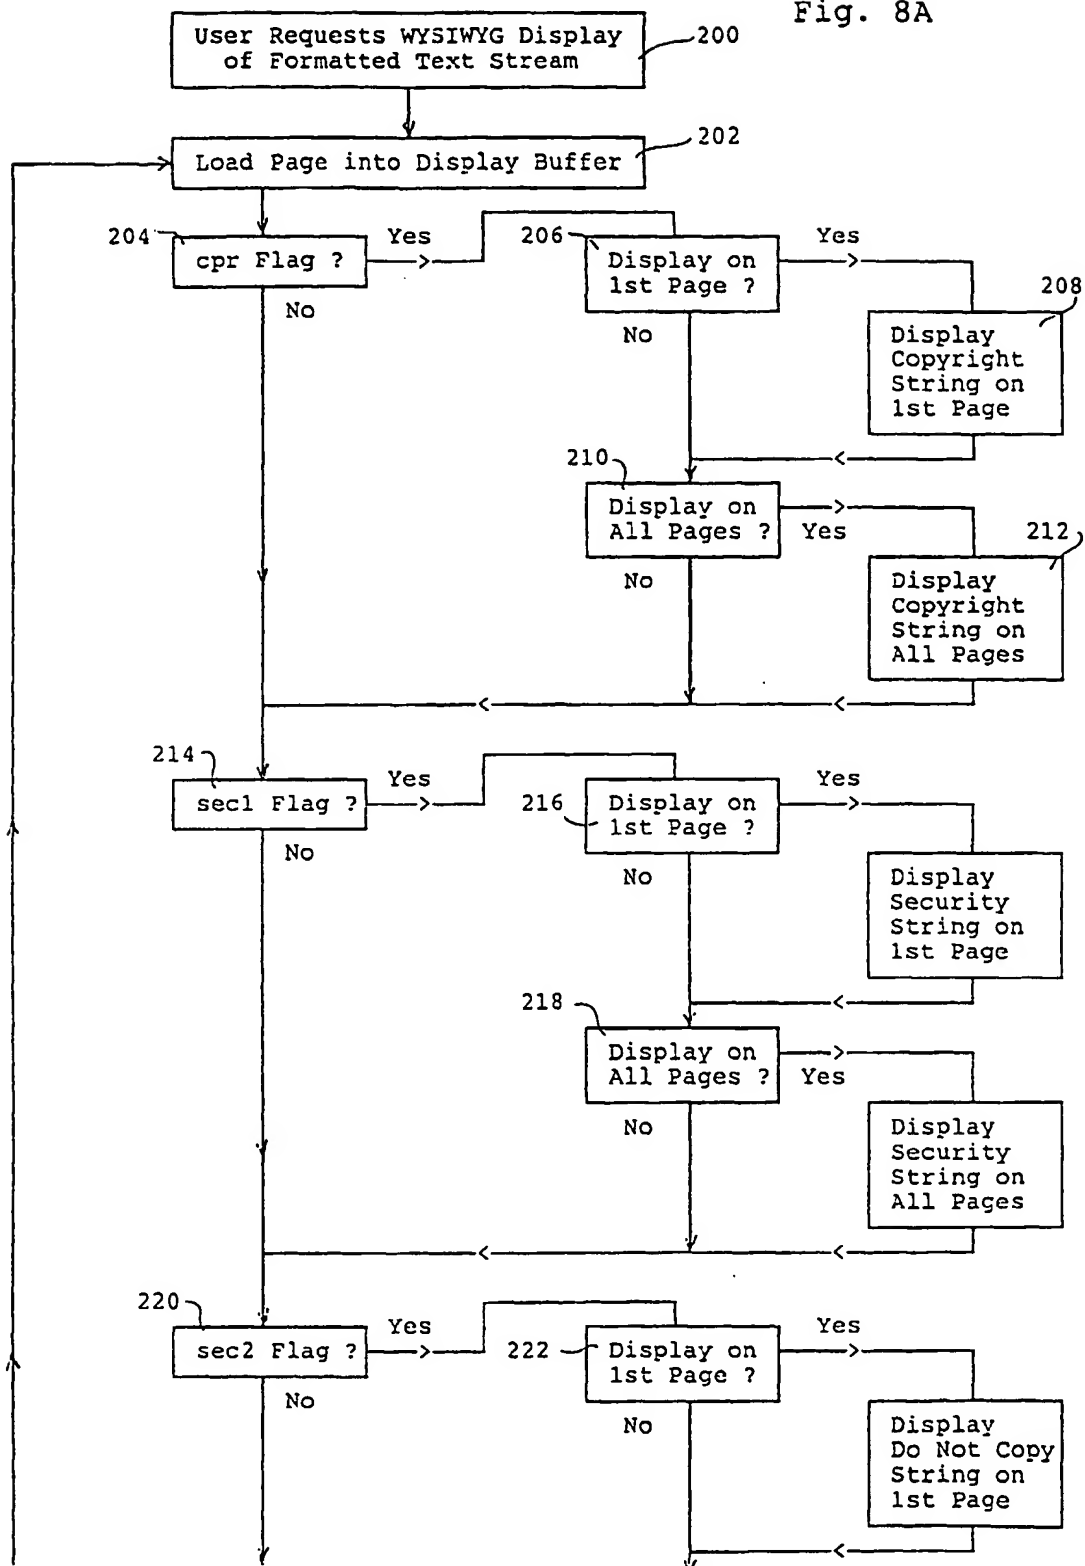 Fig. 8A
User Requests WYSIWYG Display
of Formatted Text Stream
200
Load Page into Display Buffer
202
204
cpr Flag ?
Yes
No
206
Display on
1st Page ?
Yes
No
208
Display
Copyright
String on
1st Page
210
Display on
All Pages ?
Yes
No
212
Display
Copyright
String on
All Pages
214
sec1 Flag ?
Yes
No
216
Display on
1st Page ?
Yes
No
Display
Security
String on
1st Page
218
Display on
All Pages ?
Yes
No
Display
Security
String on
All Pages
220
sec2 Flag ?
Yes
No
222
Display on
1st Page ?
Yes
No
Display
Do Not Copy
String on
1st Page